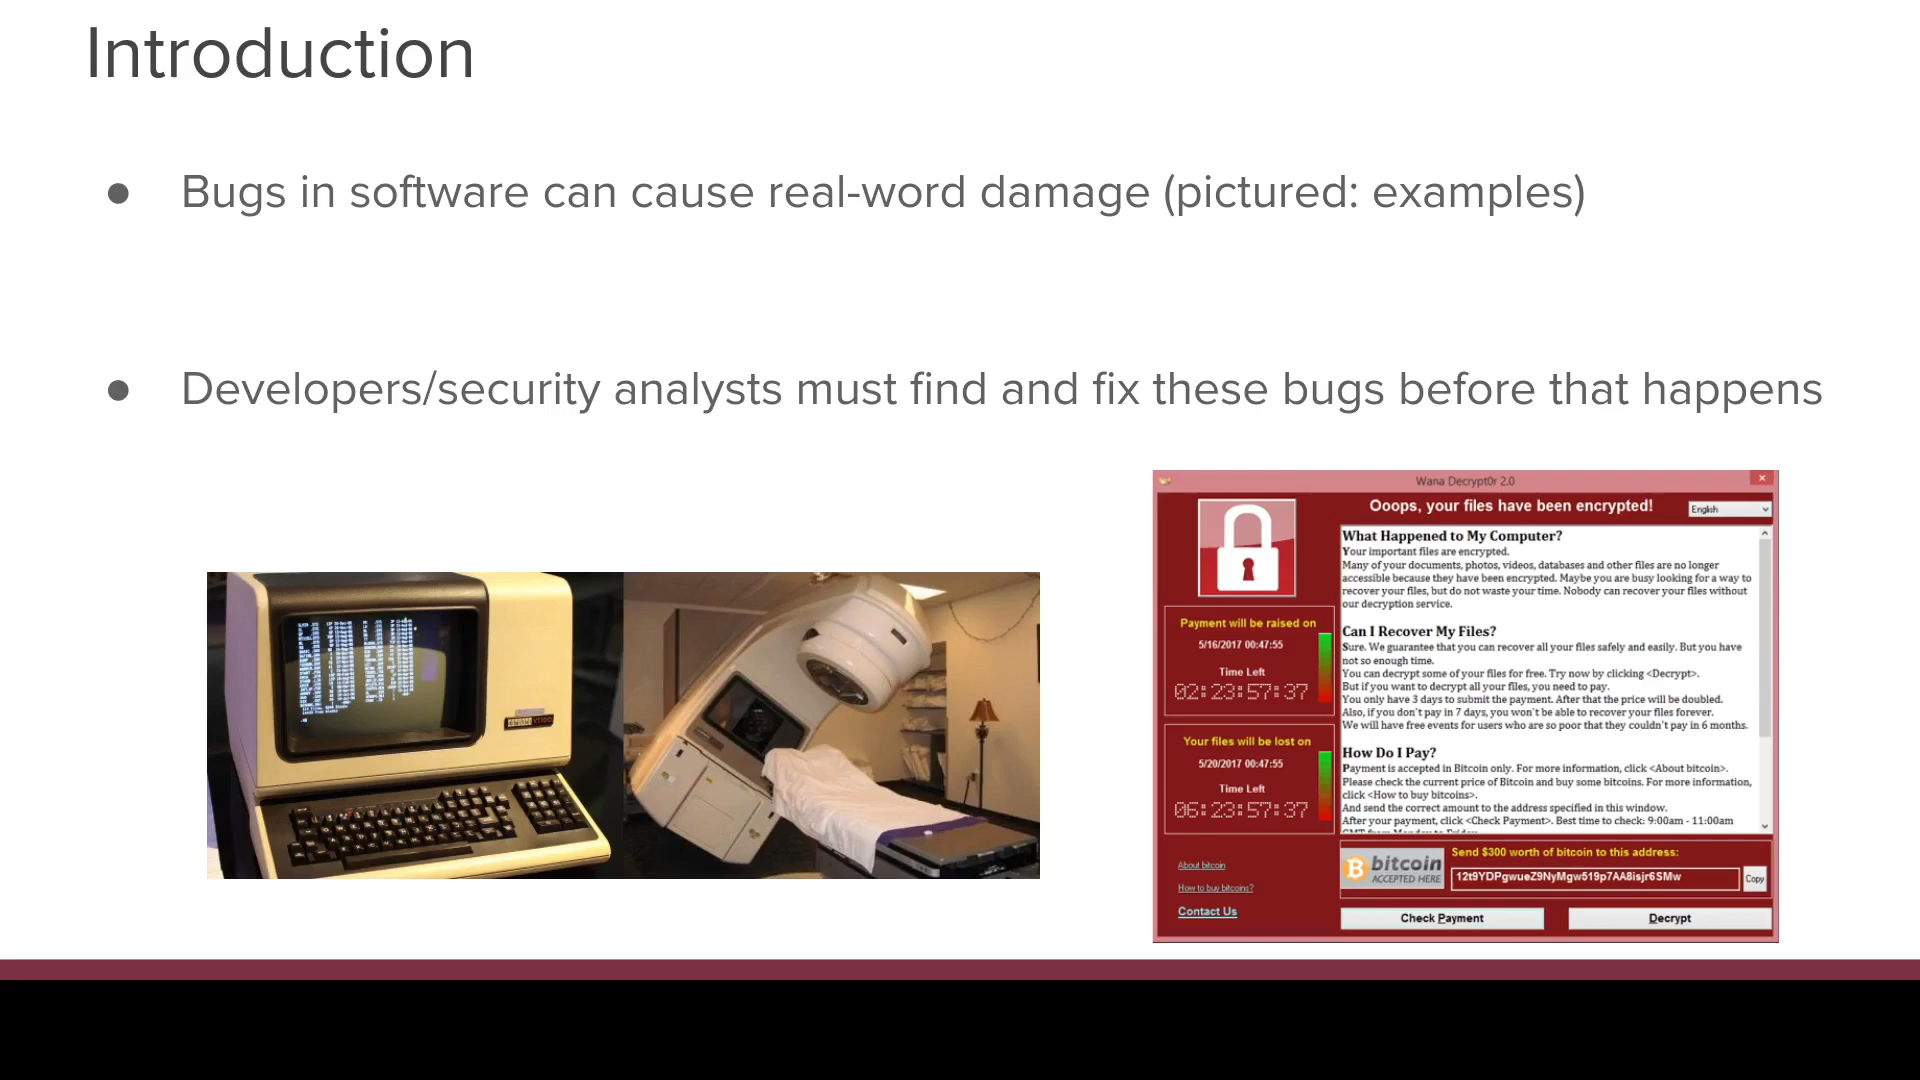 Introduction
● Bugs in software can cause real-word damage (pictured: examples)
● Developers/security analysts must find and fix these bugs before that happens
Wana Decrypt0r 2.0
Ooops, your files have been encrypted!
English
What Happened to My Computer?
Your important files are encrypted.
Many of your documents, photos, videos, databases and other files are no longer
accessible because they have been encrypted. Maybe you are busy looking for a way to
recover your files, but do not waste your time. Nobody can recover your files without
our decryption service.
Can I Recover My Files?
Sure. We guarantee that you can recover all your files safely and easily. But you have
not so enough time.
You can decrypt some of your files for free. Try now by clicking <Decrypt>.
But if you want to decrypt all your files, you need to pay.
You only have 3 days to submit the payment. After that the price will be doubled.
Also, if you don't pay in 7 days, you won't be able to recover your files forever.
We will have free events for users who are so poor that they couldn't pay in 6 months.
How Do I Pay?
Payment is accepted in Bitcoin only. For more information, click <About bitcoin>.
Please check the current price of Bitcoin and buy some bitcoins. For more information,
click <How to buy bitcoins>.
And send the correct amount to the address specified in this window.
After your payment, click <Check Payment>. Best time to check: 9:00am - 11:00am
GMT from Monday to Friday
Payment will be raised on
5/16/2017 00:47:55
Time Left
02:23:57:37
Your files will be lost on
5/20/2017 00:47:55
Time Left
06:23:57:37
About bitcoin
How to buy bitcoins?
Contact Us
bitcoin
ACCEPTED HERE
Send $300 worth of bitcoin to this address:
12t9YDPgwueZ9NyMgw519p7AA8isjr6SMw
Copy
Check Payment
Decrypt